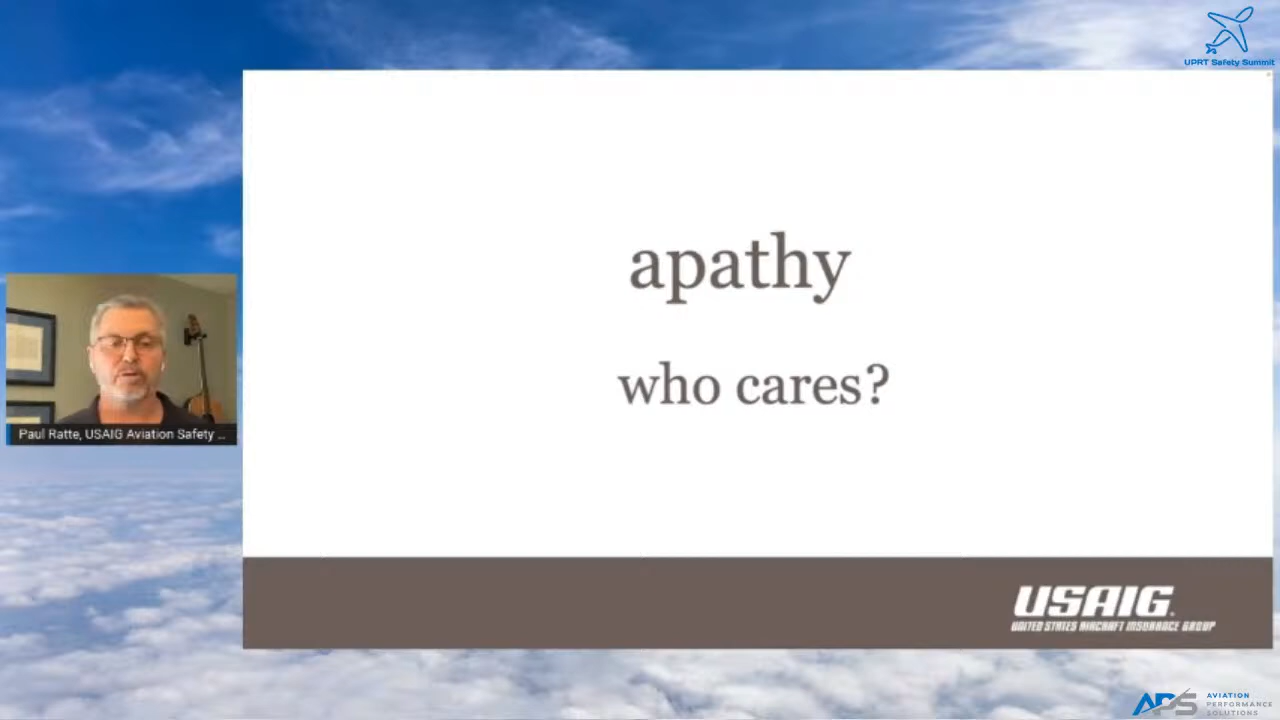 UPRT Safety Summit
apathy
who cares?
Paul Ratte, USAIG Aviation Safety ...
USAIG
UNITED STATES AIRCRAFT INSURANCE GROUP
APS
AVIATION
PERFORMANCE
SOLUTIONS